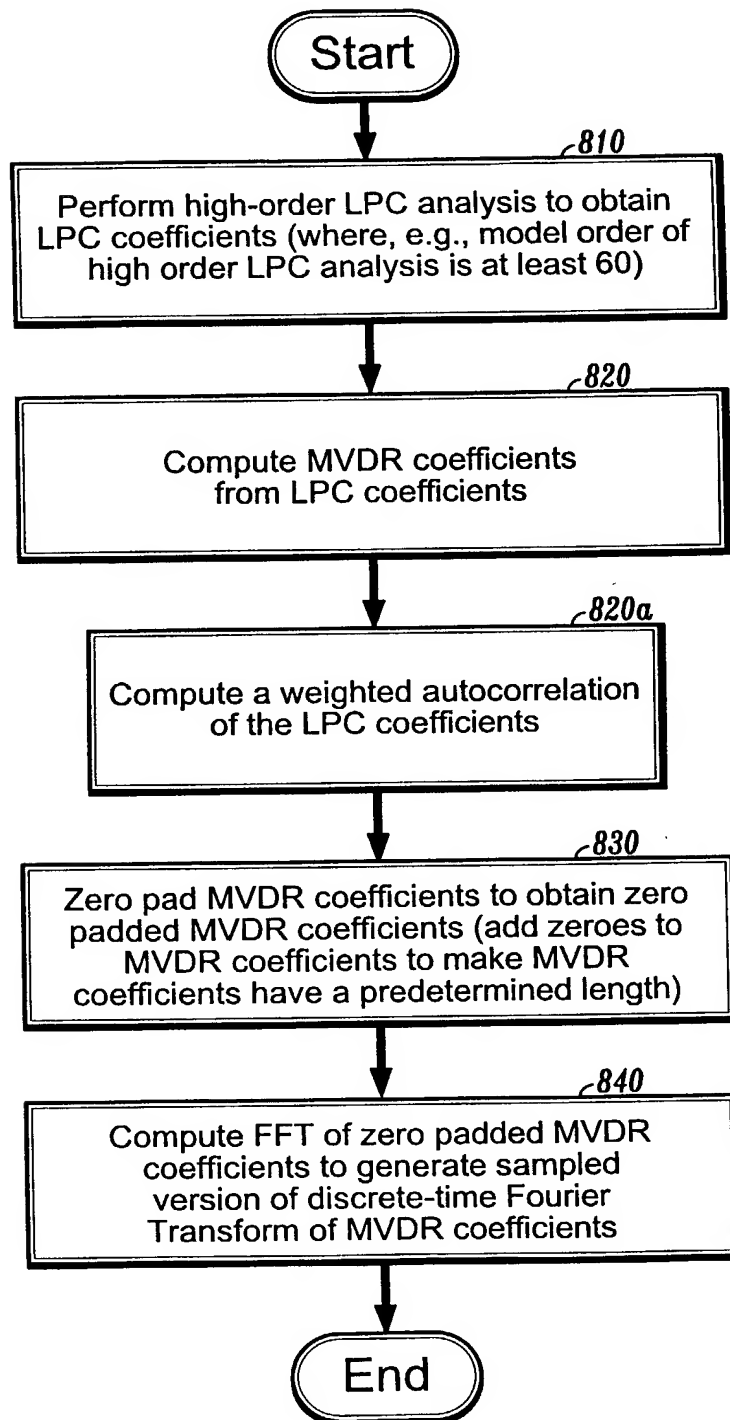 Start
810
Perform high-order LPC analysis to obtain
LPC coefficients (where, e.g., model order of
high order LPC analysis is at least 60)
820
Compute MVDR coefficients
from LPC coefficients
820a
Compute a weighted autocorrelation
of the LPC coefficients
830
Zero pad MVDR coefficients to obtain zero
padded MVDR coefficients (add zeroes to
MVDR coefficients to make MVDR
coefficients have a predetermined length)
840
Compute FFT of zero padded MVDR
coefficients to generate sampled
version of discrete-time Fourier
Transform of MVDR coefficients
End